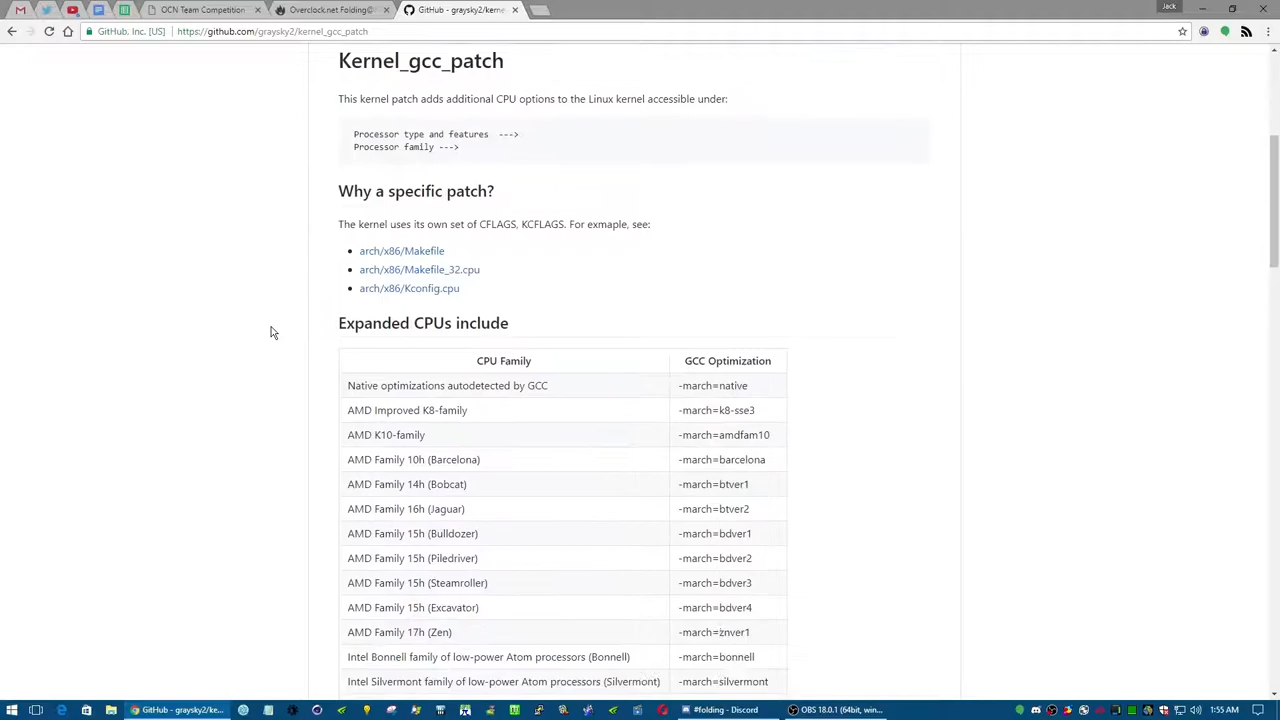 Jack
OCN Team Competition
Overclock.net Folding@
GitHub - graysky2/kerne
GitHub, Inc. [US]
https://github.com/graysky2/kernel_gcc_patch
Kernel_gcc_patch
This kernel patch adds additional CPU options to the Linux kernel accessible under:
Processor type and features --->
Processor family --->
Why a specific patch?
The kernel uses its own set of CFLAGS, KCFLAGS. For exmaple, see:
• arch/x86/Makefile
• arch/x86/Makefile_32.cpu
• arch/x86/Kconfig.cpu
Expanded CPUs include
CPU Family GCC Optimization
Native optimizations autodetected by GCC -march=native
AMD Improved K8-family -march=k8-sse3
AMD K10-family -march=amdfam10
AMD Family 10h (Barcelona) -march=barcelona
AMD Family 14h (Bobcat) -march=btver1
AMD Family 16h (Jaguar) -march=btver2
AMD Family 15h (Bulldozer) -march=bdver1
AMD Family 15h (Piledriver) -march=bdver2
AMD Family 15h (Steamroller) -march=bdver3
AMD Family 15h (Excavator) -march=bdver4
AMD Family 17h (Zen) -march=znver1
Intel Bonnell family of low-power Atom processors (Bonnell) -march=bonnell
Intel Silvermont family of low-power Atom processors (Silvermont) -march=silvermont
GitHub - graysky2/ke...
#folding - Discord
OBS 18.0.1 (64bit, win...
1:55 AM